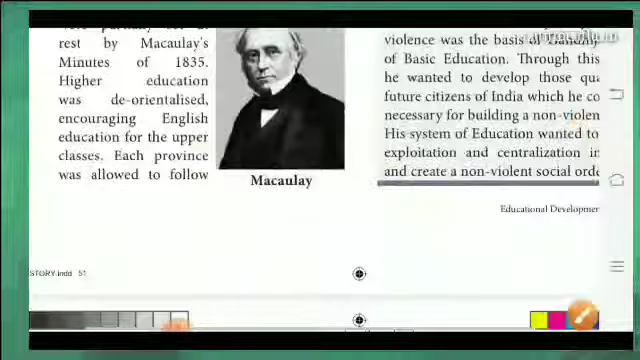 rest by Macaulay's
Minutes of 1835.
Higher education
was de-orientalised,
encouraging English
education for the upper
classes. Each province
was allowed to follow
Macaulay
violence was the basis of
of Basic Education. Through this
he wanted to develop those
future citizens of India which he
necessary for building a
His system of Education wanted to
exploitation and centralization
and create a non-violent social
Educational
STORY.indd 51